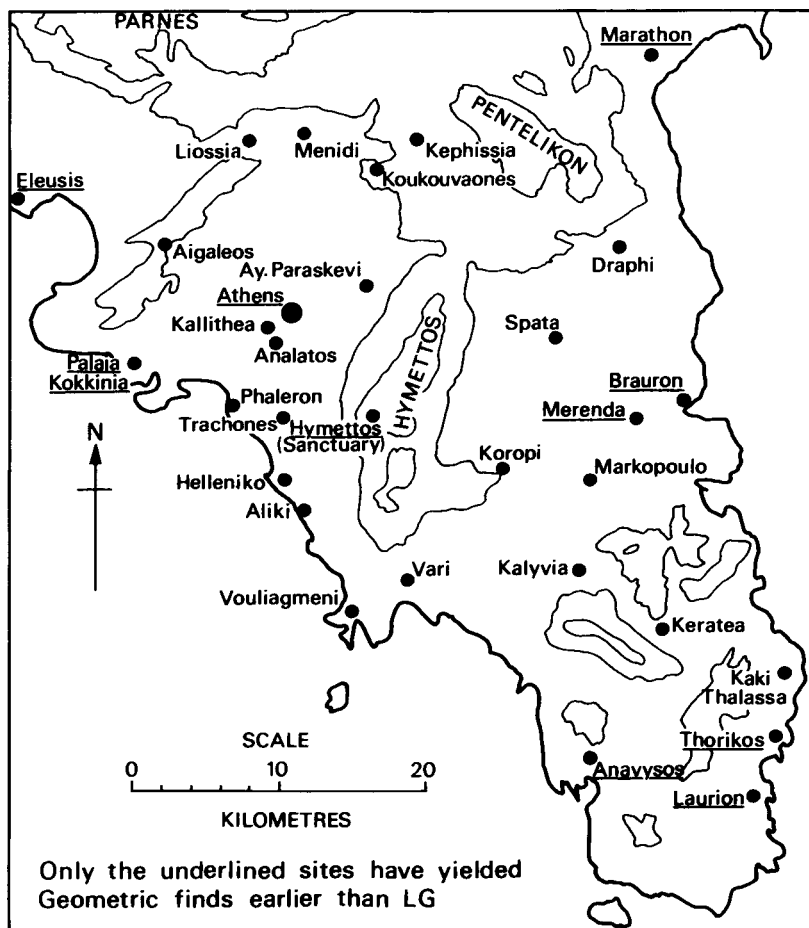 PARNES
Marathon
PENTELIKON
Liossia
Menidi
Kephissia
Koukouvaones
Eleusis
Aigaleos
Draphi
Ay. Paraskevi
Athens
Kallithea
Analatos
Spata
HYMETTOS
Palaia
Kokkinia
Phaleron
Trachones
Hymettos
(Sanctuary)
Brauron
Merenda
N
Koropi
Markopoulo
Helleniko
Aliki
Vari
Kalyvia
Vouliagmeni
Keratea
Kaki
Thalassa
Thorikos
Anavysos
Laurion
SCALE
0 10 20
KILOMETRES
Only the underlined sites have yielded
Geometric finds earlier than LG